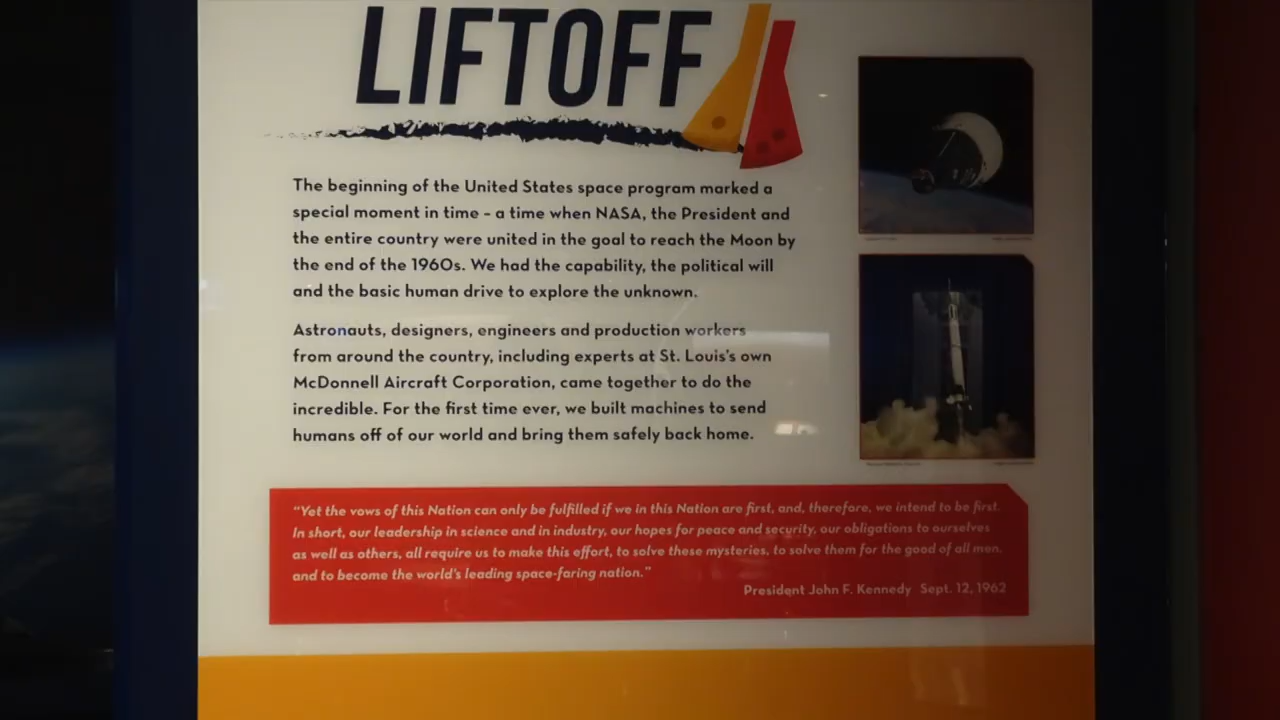 LIFTOFF
The beginning of the United States space program marked a
special moment in time – a time when NASA, the President and
the entire country were united in the goal to reach the Moon by
the end of the 1960s. We had the capability, the political will
and the basic human drive to explore the unknown.
Astronauts, designers, engineers and production workers
from around the country, including experts at St. Louis's own
McDonnell Aircraft Corporation, came together to do the
incredible. For the first time ever, we built machines to send
humans off of our world and bring them safely back home.
"Yet the vows of this Nation can only be fulfilled if we in this Nation are first, and, therefore, we intend to be first.
In short, our leadership in science and in industry, our hopes for peace and security, our obligations to ourselves
as well as others, all require us to make this effort, to solve these mysteries, to solve them for the good of all men,
and to become the world's leading space-faring nation."
President John F. Kennedy Sept. 12, 1962